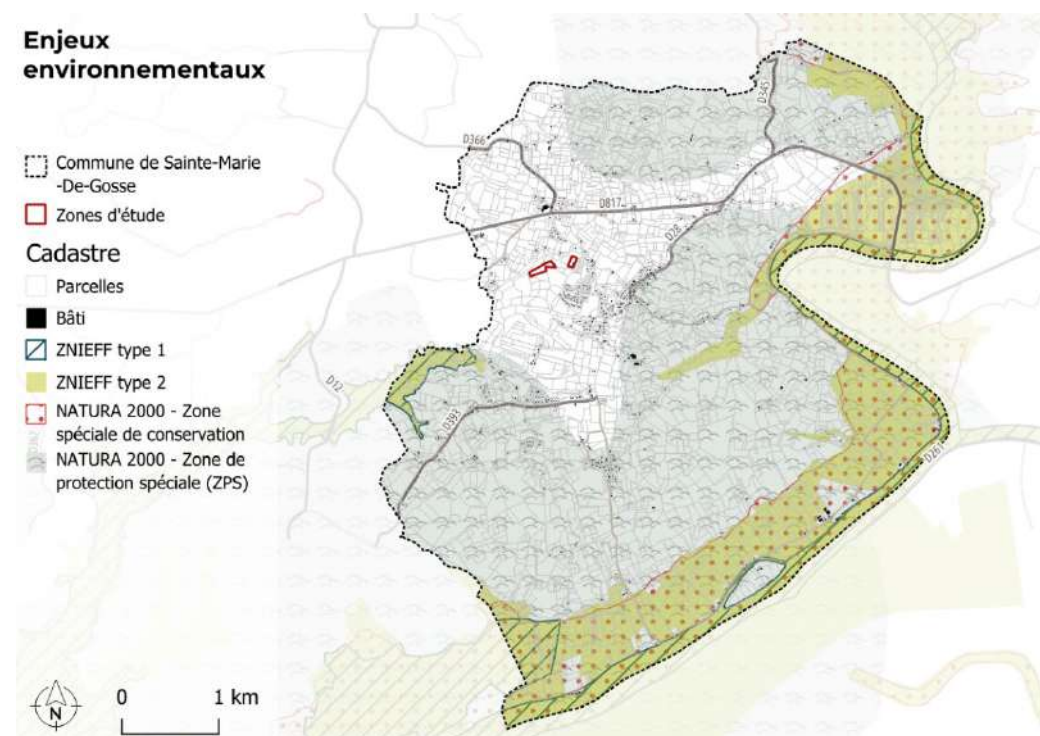 Enjeux
environnementaux
Commune de Sainte-Marie
-De-Gosse
Zones d'étude
Cadastre
Parcelles
Bâti
ZNIEFF type 1
ZNIEFF type 2
NATURA 2000 - Zone
spéciale de conservation
NATURA 2000 - Zone de
protection spéciale (ZPS)
D345
D366
D817
D28
D12
D393
D261
N
0 1 km